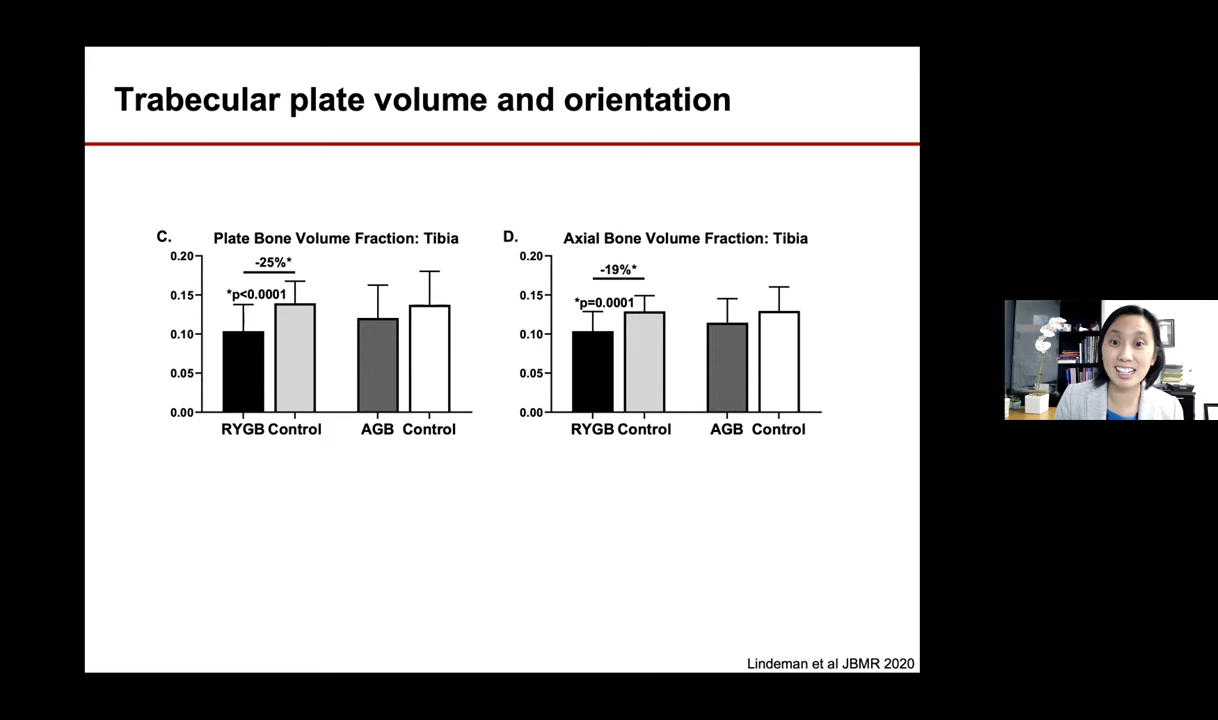 Trabecular plate volume and orientation
C.
Plate Bone Volume Fraction: Tibia
0.20
0.15
0.10
0.05
0.00
-25%*
*p<0.0001
RYGB Control
AGB Control
D.
Axial Bone Volume Fraction: Tibia
0.20
0.15
0.10
0.05
0.00
-19%*
*p=0.0001
RYGB Control
AGB Control
Lindeman et al JBMR 2020